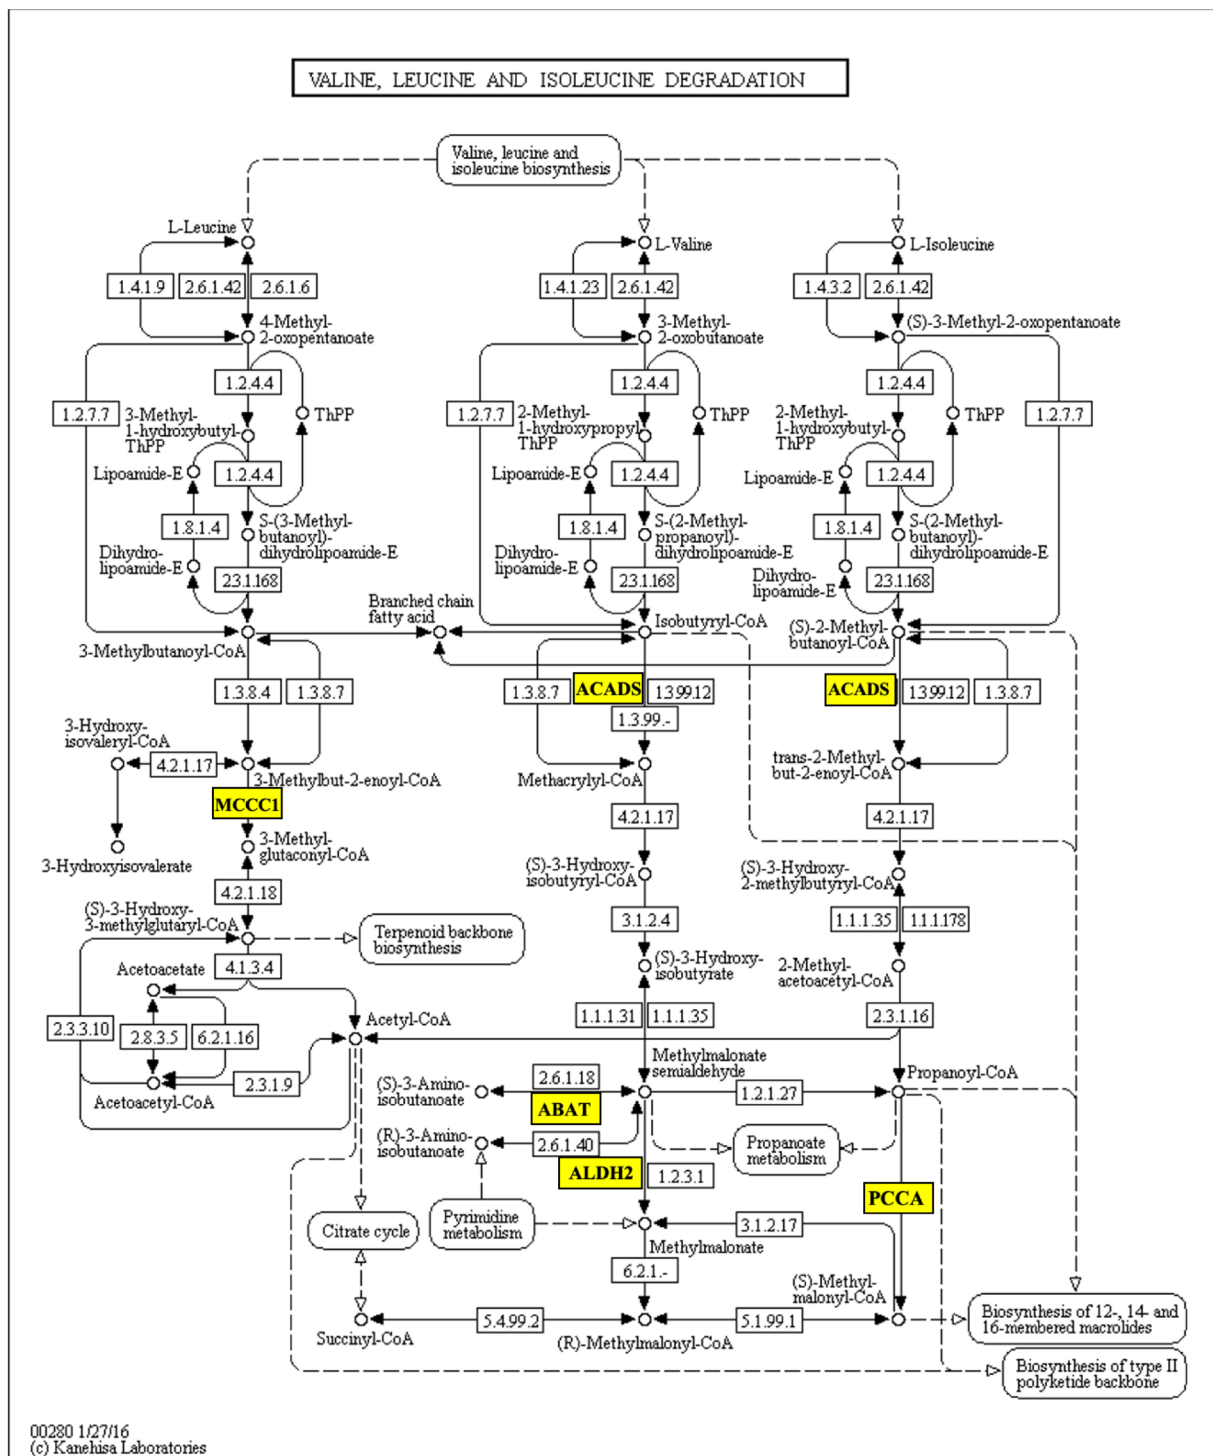 VALINE, LEUCINE AND ISOLEUCINE DEGRADATION
Valine, leucine and
isoleucine biosynthesis
L-Leucine
L-Valine
L-Isoleucine
1.4.1.9
2.6.1.42
2.6.1.6
1.4.1.23
2.6.1.42
1.4.3.2
2.6.1.42
4-Methyl-
2-oxopentanoate
3-Methyl-
2-oxobutanoate
(S)-3-Methyl-2-oxopentanoate
1.2.4.4
1.2.4.4
1.2.4.4
1.2.7.7
3-Methyl-
1-hydroxybutyl-
ThPP
ThPP
1.2.7.7
2-Methyl-
1-hydroxypropyl
ThPP
ThPP
2-Methyl-
1-hydroxybutyl-
ThPP
ThPP
1.2.7.7
Lipoamide-E
1.2.4.4
Lipoamide-E
1.2.4.4
Lipoamide-E
1.2.4.4
1.8.1.4
S-(3-Methyl-
butanoyl)-
dihydrolipoamide-E
1.8.1.4
S-(2-Methyl-
propanoyl)-
dihydrolipoamide-E
1.8.1.4
S-(2-Methyl-
butanoyl)-
dihydrolipoamide-E
Dihydro-
lipoamide-E
2.3.1.168
Dihydro-
lipoamide-E
2.3.1.168
Dihydro-
lipoamide-E
2.3.1.168
Branched chain
fatty acid
3-Methylbutanoyl-CoA
Isobutyryl-CoA
(S)-2-Methyl-
butanoyl-CoA
1.3.8.4
1.3.8.7
1.3.8.7
ACADS
1.3.99.12
1.3.99.-
ACADS
1.3.99.12
1.3.8.7
3-Hydroxy-
isovaleryl-CoA
4.2.1.17
3-Methylbut-2-enoyl-CoA
Methacrylyl-CoA
trans-2-Methyl
but-2-enoyl-CoA
MCCC1
4.2.1.17
4.2.1.17
3-Hydroxyisovalerate
3-Methyl-
glutaconyl-CoA
(S)-3-Hydroxy-
isobutyryl-CoA
(S)-3-Hydroxy-
2-methylbutyryl-CoA
4.2.1.18
(S)-3-Hydroxy-
3-methylglutaryl-CoA
Terpenoid backbone
biosynthesis
3.1.2.4
1.1.1.35
1.1.1.178
(S)-3-Hydroxy-
isobutyrate
2-Methyl-
acetoacetyl-CoA
Acetoacetate
4.1.3.4
2.3.3.10
2.8.3.5
6.2.1.16
Acetyl-CoA
1.1.1.31
1.1.1.35
2.3.1.16
2.3.1.9
Acetoacetyl-CoA
Methylmalonate
semialdehyde
Propanoyl-CoA
(S)-3-Amino-
isobutanoate
2.6.1.18
ABAT
1.2.1.27
(R)-3-Amino-
isobutanoate
2.6.1.40
Propanoate
metabolism
ALDH2
1.2.3.1
PCCA
Citrate cycle
Pyrimidine
metabolism
3.1.2.17
Methylmalonate
6.2.1.-
(S)-Methyl-
malonyl-CoA
Succinyl-CoA
5.4.99.2
(R)-Methylmalonyl-CoA
5.1.99.1
Biosynthesis of 12-, 14- and
16-membered macrolides
Biosynthesis of type II
polyketide backbone
00280 1/27/16
(c) Kanehisa Laboratories